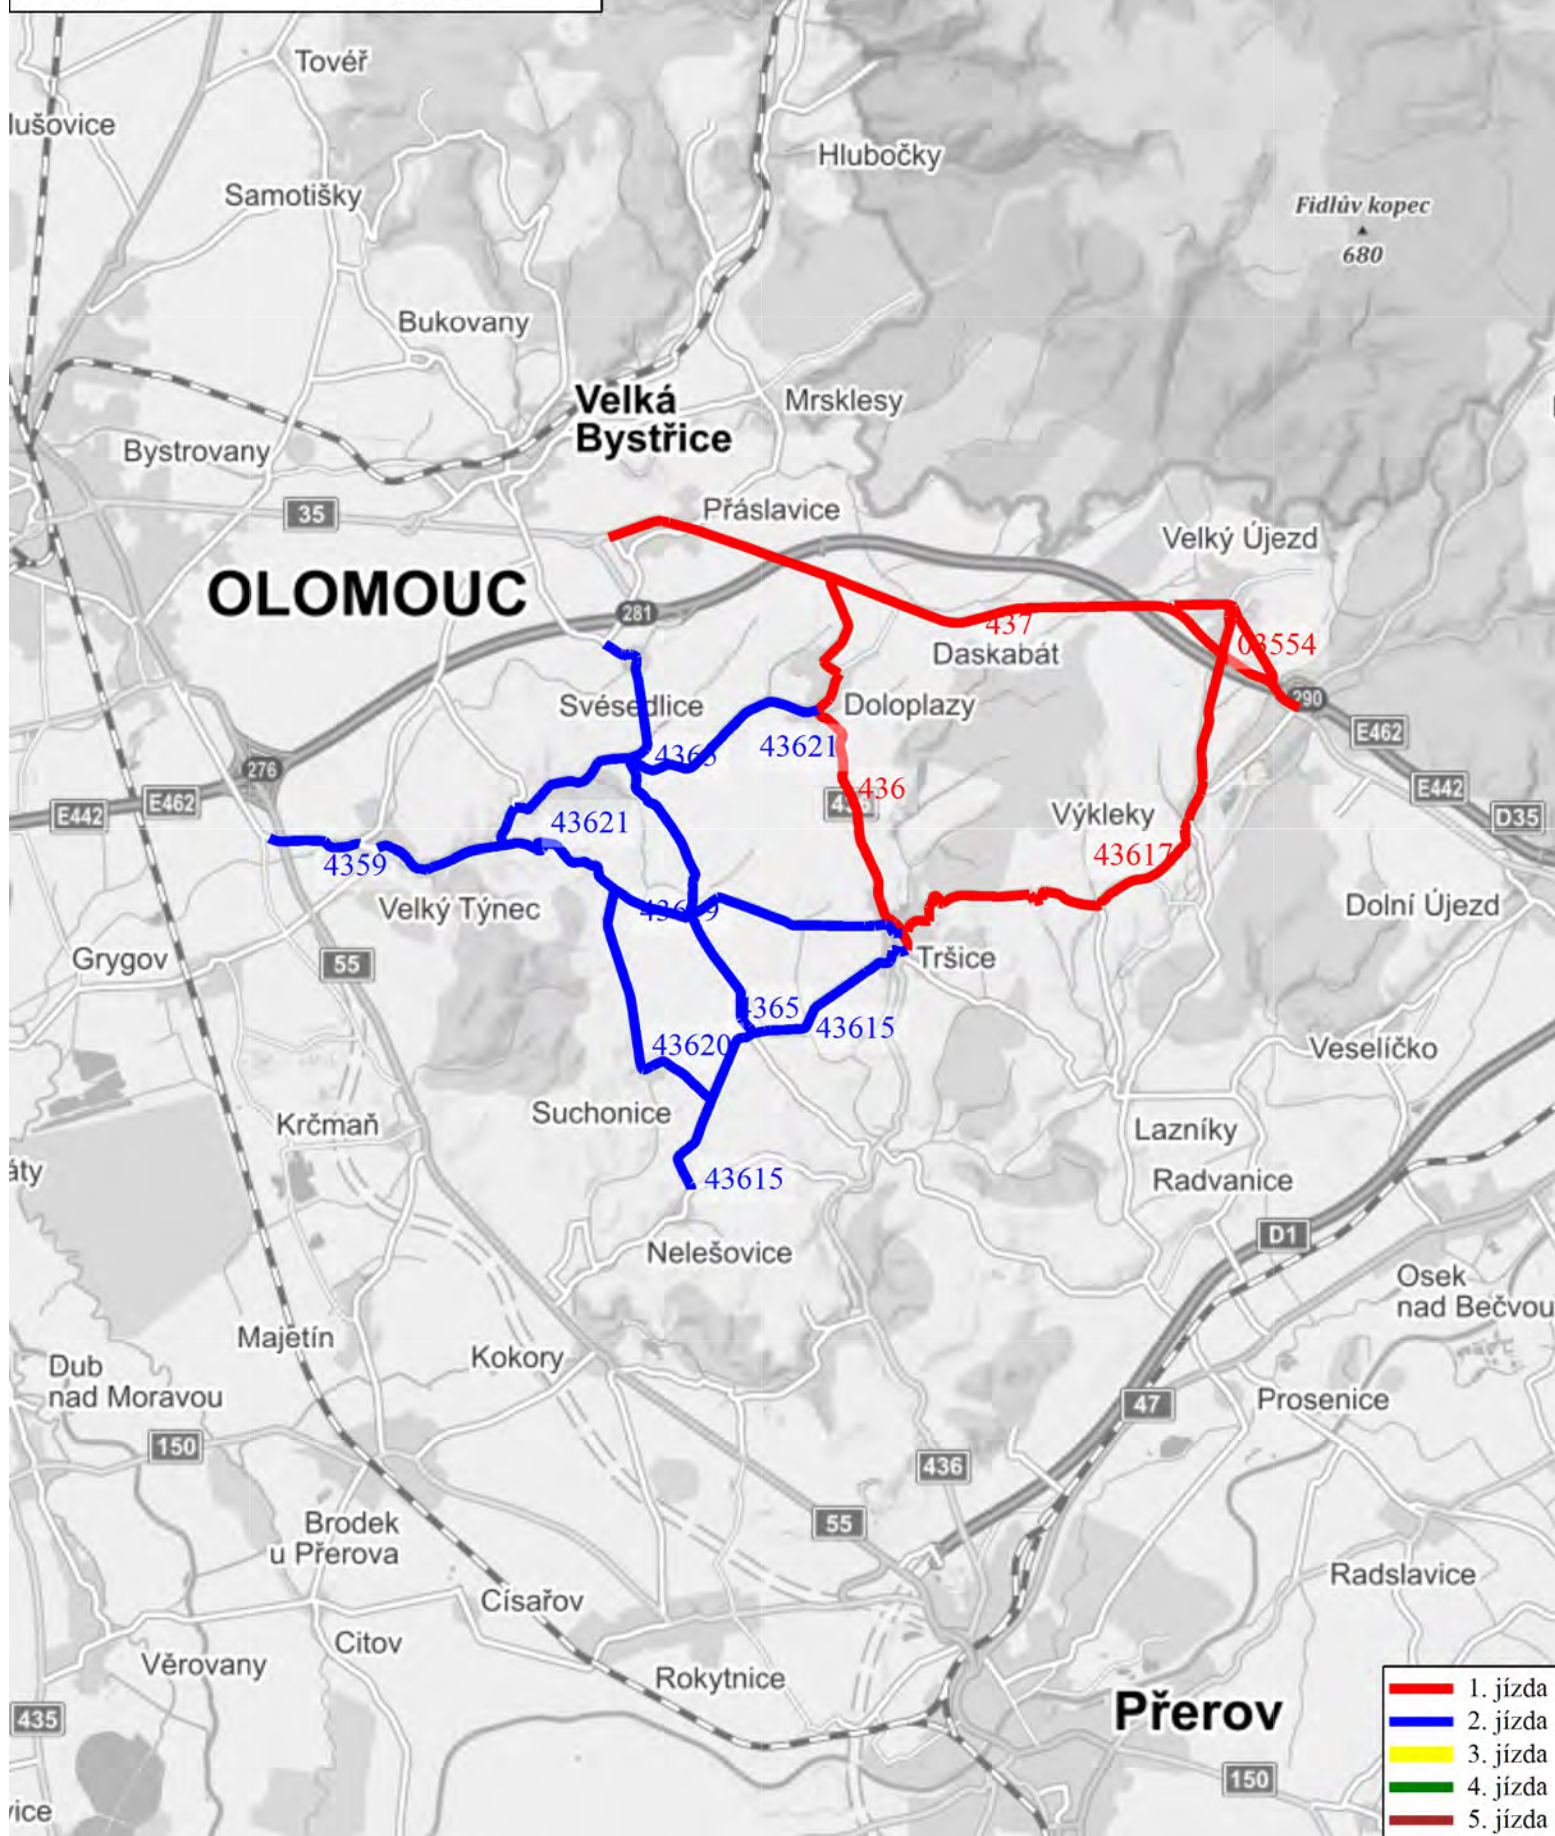 Tovéř
lušovice
Hlubočky
Samotišky
Fidlův kopec
680
Bukovany
Velká
Bystřice
Mrsklesy
Bystrovany
35
Přáslavice
Velký Újezd
OLOMOUC
281
437
Daskabát
03554
290
Svésedlice
Doloplazy
E462
4365
43621
276
E442
E462
436
E442
D35
43621
Výkleky
43617
4359
Velký Týnec
Dolní Újezd
Grygov
55
Tršice
4365
43615
43620
Veselíčko
Suchonice
Krčmaň
Lazníky
áty
43615
Radvanice
D1
Nelešovice
Osek
nad Bečvou
Majetín
Kokory
Dub
nad Moravou
47
Prosenice
150
436
55
Brodek
u Přerova
Radslavice
Císařov
Citov
Věrovany
Rokytnice
Přerov
435
150
vice
1. jízda
2. jízda
3. jízda
4. jízda
5. jízda